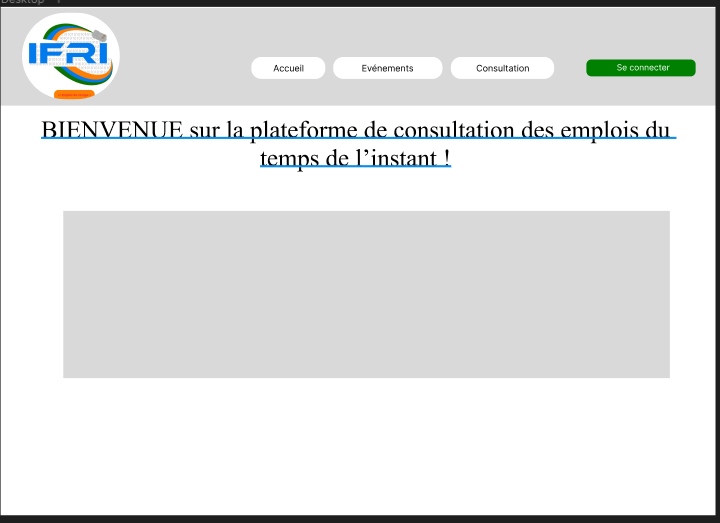 Desktop - 1
IFRI
Accueil
Evénements
Consultation
Se connecter
BIENVENUE sur la plateforme de consultation des emplois du
temps de l’instant !